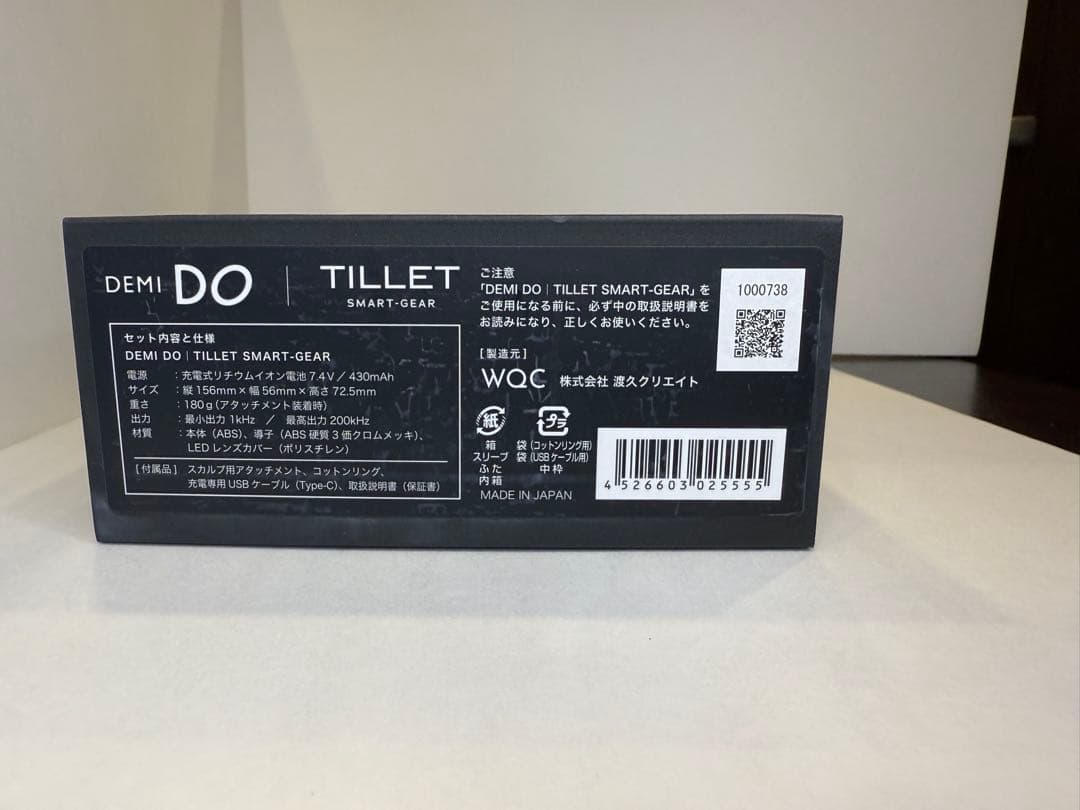 DEMI DO | TILLET
SMART-GEAR
セット内容と仕様
DEMI DO | TILLET SMART-GEAR
電源 : 充電式リチウムイオン電池 7.4V / 430mAh
サイズ : 縦 156mm×幅 56mm×高さ 72.5mm
重さ : 180g(アタッチメント装着時)
出力 : 最小出力 1kHz / 最高出力 200kHz
材質 : 本体(ABS)、導子(ABS 硬質3価クロムメッキ)、
LED レンズカバー(ポリスチレン)
[付属品] スカルプ用アタッチメント、コットンリング、
充電専用 USB ケーブル(Type-C)、取扱説明書(保証書)
ご注意
「DEMI DO | TILLET SMART-GEAR」を
ご使用になる前に、必ず中の取扱説明書を
お読みになり、正しくお使いください。
[製造元]
WQC 株式会社 渡久クリエイト
紙 プラ
箱 袋(コットンリング用)
スリーブ 袋(USBケーブル用)
ふた 中枠
内箱
MADE IN JAPAN
1000738
4 526603 025555